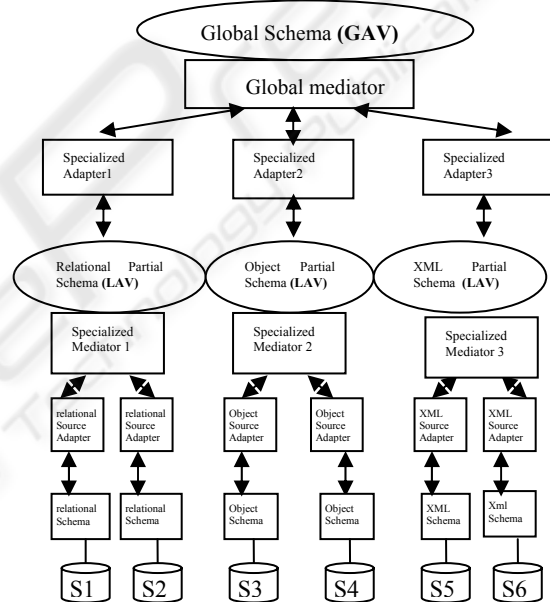 Global Schema (GAV)
Global mediator
Specialized
Adapter1
Specialized
Adapter2
Specialized
Adapter3
Relational Partial
Schema (LAV)
Object Partial
Schema (LAV)
XML Partial
Schema (LAV)
Specialized
Mediator 1
Specialized
Mediator 2
Specialized
Mediator 3
relational
Source
Adapter
relational
Source
Adapter
Object
Source
Adapter
Object
Source
Adapter
XML
Source
Adapter
XML
Source
Adapter
relational
Schema
relational
Schema
Object
Schema
Object
Schema
XML
Schema
Xml
Schema
S1
S2
S3
S4
S5
S6